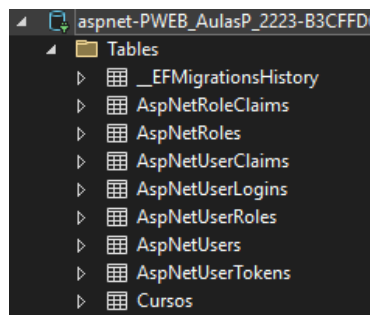 aspnet-PWEB_AulasP_2223-B3CFFD
Tables
__EFMigrationsHistory
AspNetRoleClaims
AspNetRoles
AspNetUserClaims
AspNetUserLogins
AspNetUserRoles
AspNetUsers
AspNetUserTokens
Cursos